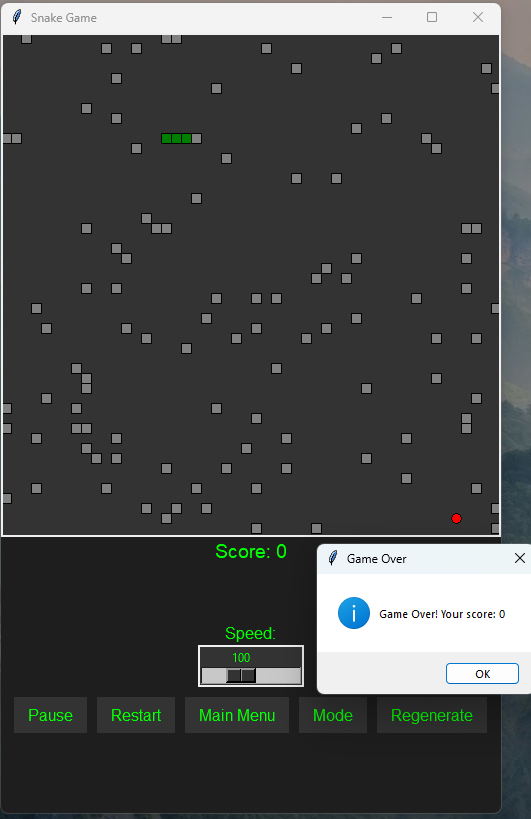 Snake Game
Score: 0
Game Over
Game Over! Your score: 0
Speed:
100
OK
Pause
Restart
Main Menu
Mode
Regenerate